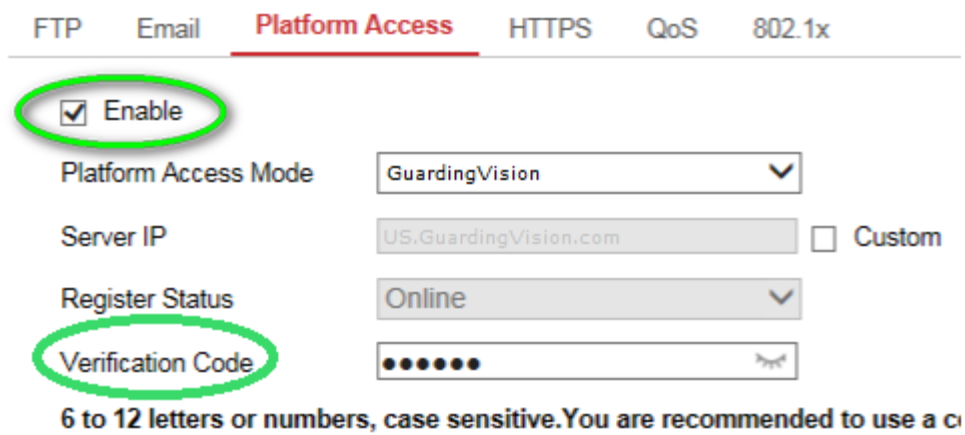 FTP Email Platform Access HTTPS QoS 802.1x
Enable
Platform Access Mode GuardingVision
Server IP US.GuardingVision.com Custom
Register Status Online
Verification Code ●●●●●●
6 to 12 letters or numbers, case sensitive.You are recommended to use a